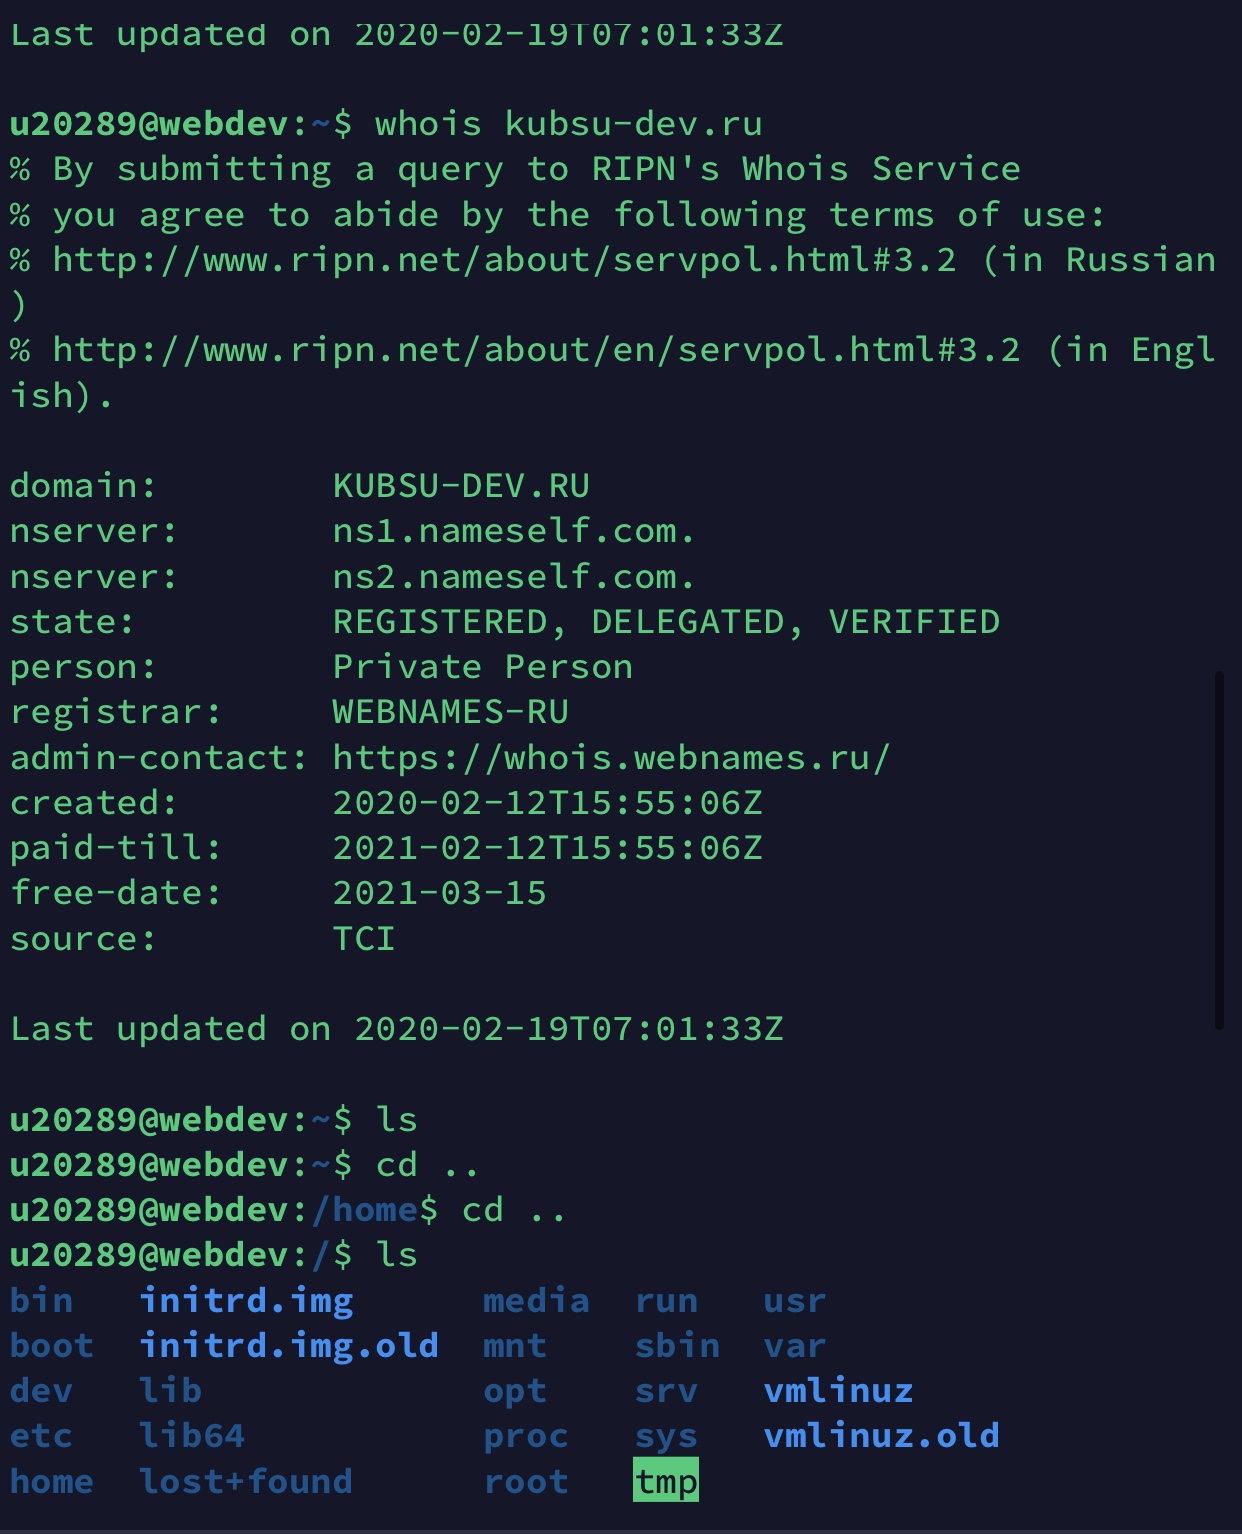 Last updated on 2020-02-19T07:01:33Z
u20289@webdev:~$ whois kubsu-dev.ru
% By submitting a query to RIPN's Whois Service
% you agree to abide by the following terms of use:
% http://www.ripn.net/about/servpol.html#3.2 (in Russian
)
% http://www.ripn.net/about/en/servpol.html#3.2 (in Engl
ish).
domain:        KUBSU-DEV.RU
nserver:       ns1.nameself.com.
nserver:       ns2.nameself.com.
state:         REGISTERED, DELEGATED, VERIFIED
person:        Private Person
registrar:     WEBNAMES-RU
admin-contact: https://whois.webnames.ru/
created:       2020-02-12T15:55:06Z
paid-till:     2021-02-12T15:55:06Z
free-date:     2021-03-15
source:        TCI
Last updated on 2020-02-19T07:01:33Z
u20289@webdev:~$ ls
u20289@webdev:~$ cd ..
u20289@webdev:/home$ cd ..
u20289@webdev:/$ ls
bin   initrd.img      media  run   usr
boot  initrd.img.old  mnt    sbin  var
dev   lib             opt    srv   vmlinuz
etc   lib64           proc   sys   vmlinuz.old
home  lost+found      root   tmp